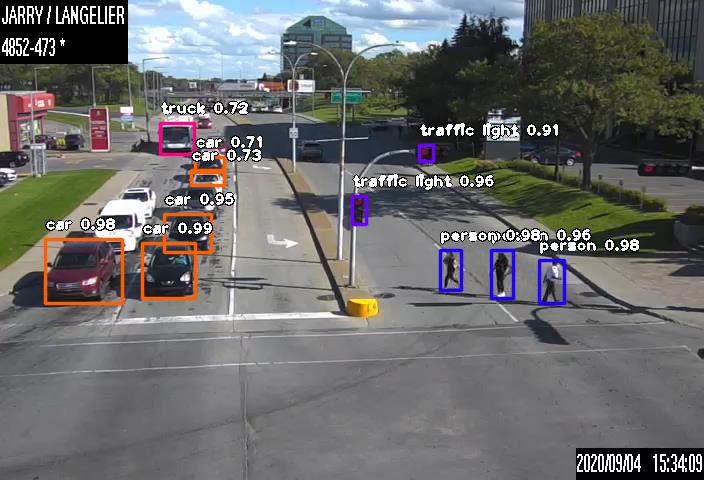 JARRY / LANGELIER
4852-473 *
truck 0.72
car 0.71
car 0.73
traffic light 0.91
traffic light 0.96
car 0.95
car 0.98
car 0.99
person 0.98
0.96
person 0.98
2020/09/04 15:34:09